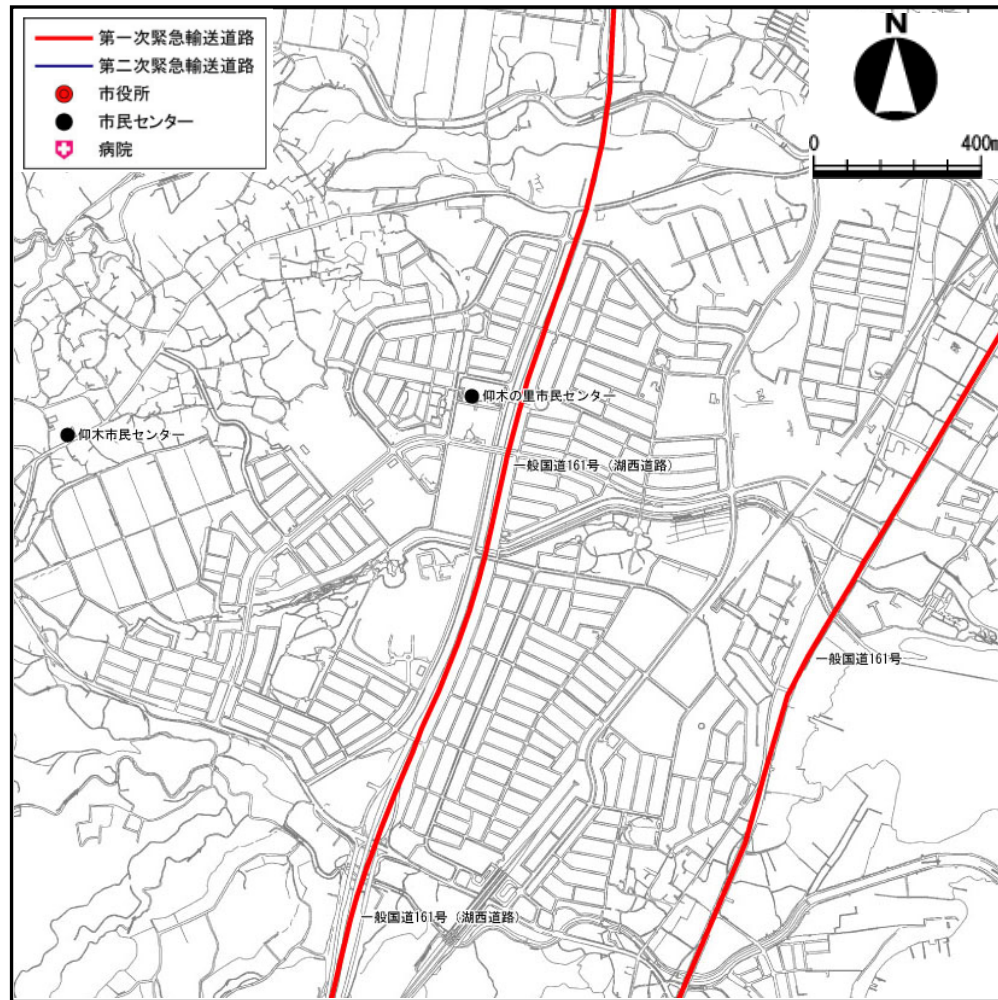 第一次緊急輸送道路
第二次緊急輸送道路
市役所
市民センター
病院
N
0 400m
仰木の里市民センター
仰木市民センター
一般国道161号（湖西道路）
一般国道161号
一般国道161号（湖西道路）